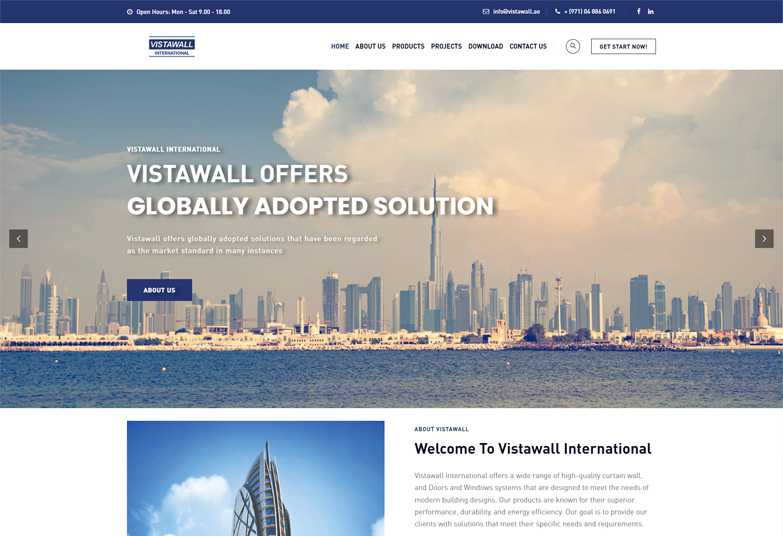 Open Hours: Mon - Sat 9.00 - 18.00
info@vistawall.ae
+ (971) 04 886 0691
VISTAWALL
INTERNATIONAL
HOME ABOUT US PRODUCTS PROJECTS DOWNLOAD CONTACT US
GET START NOW!
VISTAWALL INTERNATIONAL
VISTAWALL OFFERS
GLOBALLY ADOPTED SOLUTION
Vistawall offers globally adopted solutions that have been regarded
as the market standard in many instances
ABOUT US
ABOUT VISTAWALL
Welcome To Vistawall International
Vistawall International offers a wide range of high-quality curtain wall,
and Doors and Windows systems that are designed to meet the needs of
modern building designs. Our products are known for their superior
performance, durability, and energy efficiency. Our goal is to provide our
clients with solutions that meet their specific needs and requirements.